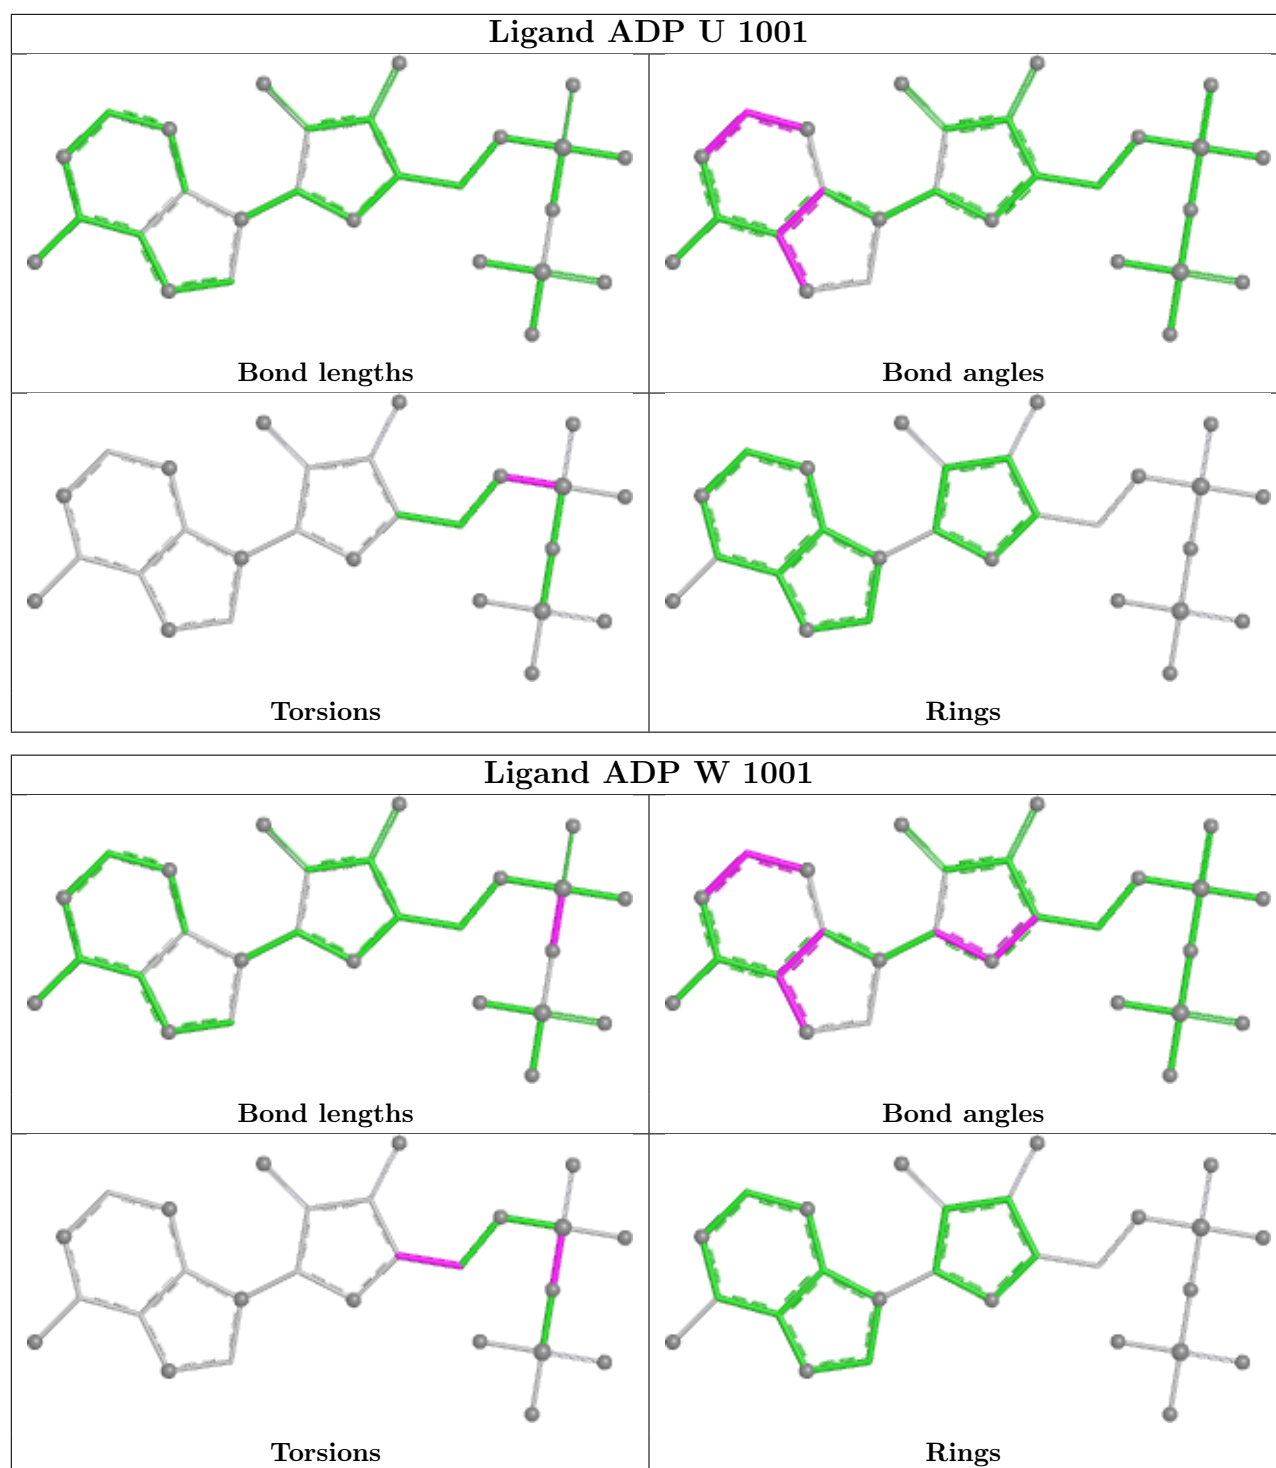 Ligand ADP U 1001
Bond lengths
Bond angles
Torsions
Rings
Ligand ADP W 1001
Bond lengths
Bond angles
Torsions
Rings